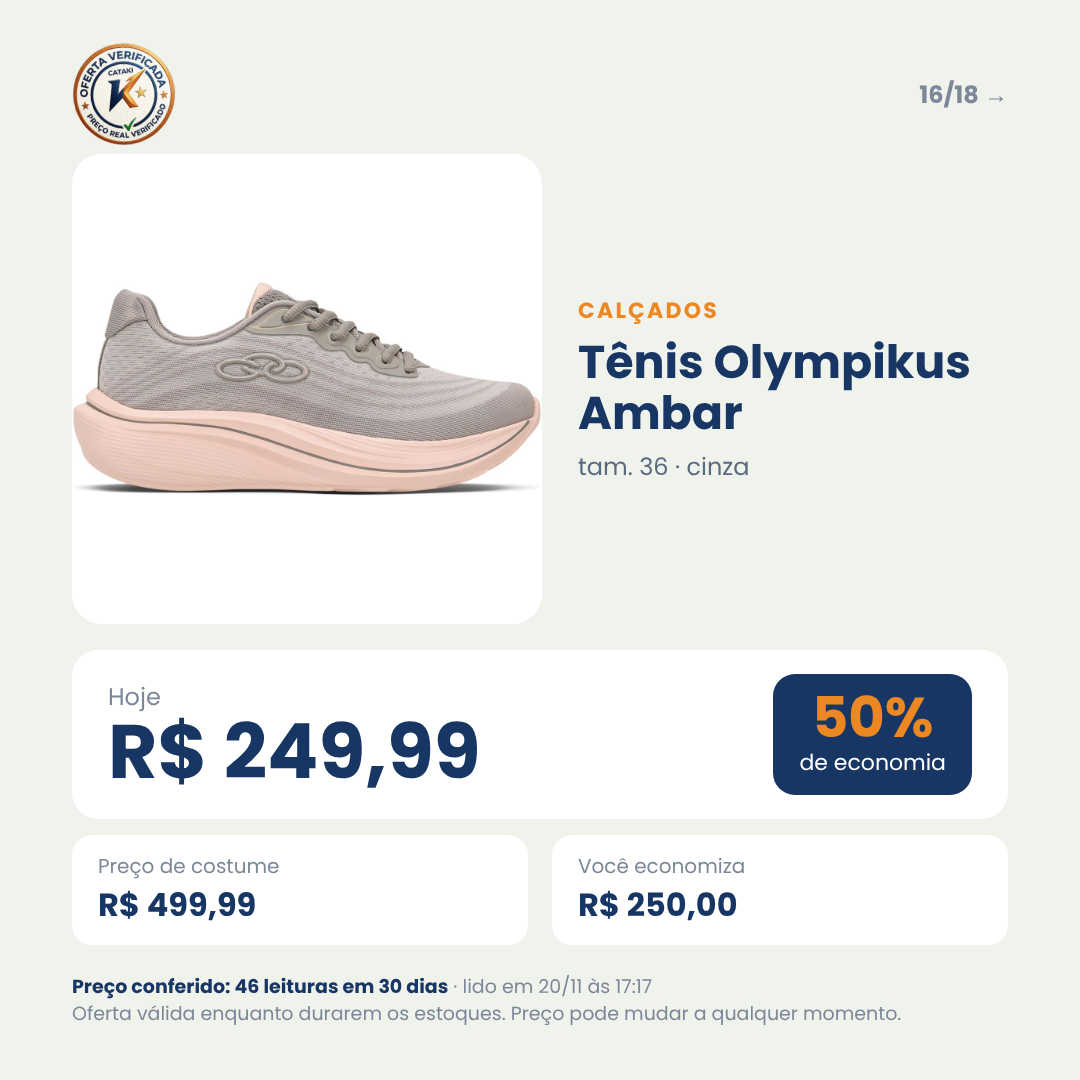 OFERTA VERIFICADA
CATAKI
K
PREÇO REAL VERIFICADO
16/18 →
CALÇADOS
Tênis Olympikus
Ambar
tam. 36 · cinza
Hoje
R$ 249,99
50%
de economia
Preço de costume
R$ 499,99
Você economiza
R$ 250,00
Preço conferido: 46 leituras em 30 dias · lido em 20/11 às 17:17
Oferta válida enquanto durarem os estoques. Preço pode mudar a qualquer momento.